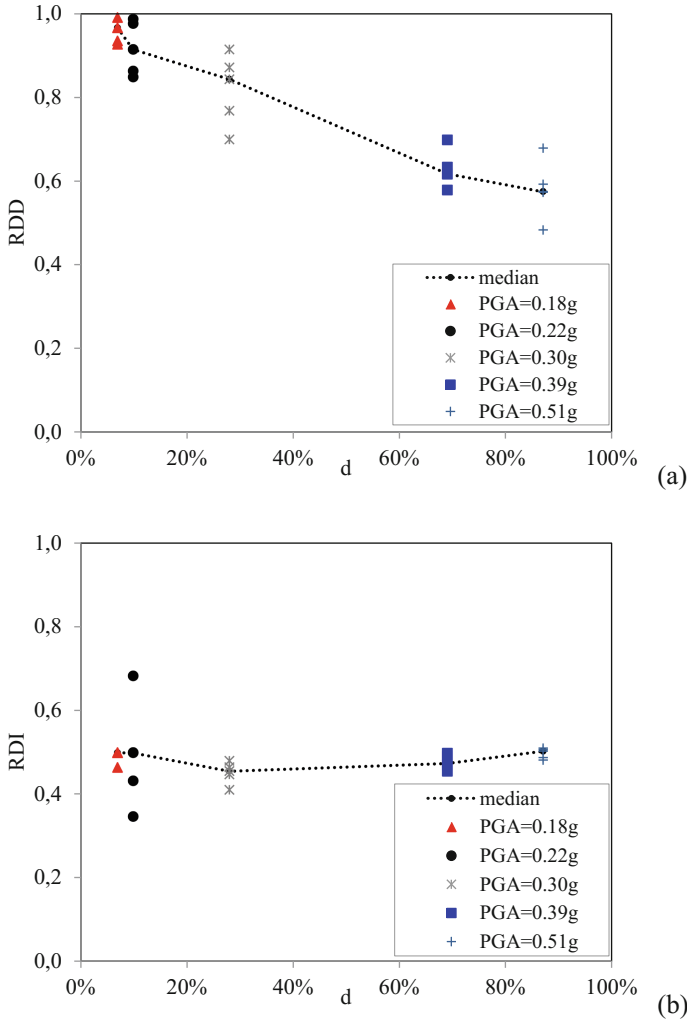 1,0
0,8
0,6
0,4
0,2
0,0
RDD
median
PGA=0.18g
PGA=0.22g
PGA=0.30g
PGA=0.39g
PGA=0.51g
0% 20% 40% 60% 80% 100%
d
(a)
1,0
0,8
0,6
0,4
0,2
0,0
RDI
median
PGA=0.18g
PGA=0.22g
PGA=0.30g
PGA=0.39g
PGA=0.51g
0% 20% 40% 60% 80% 100%
d
(b)